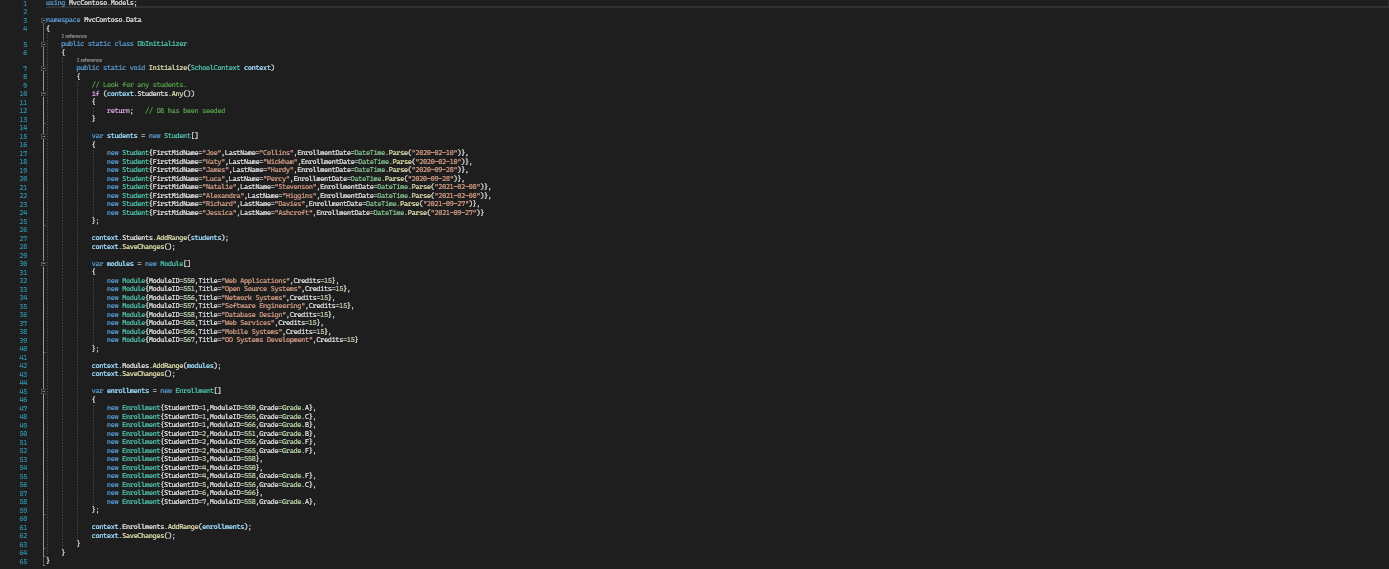 1 using MvcContoso.Models;
2
3 namespace MvcContoso.Data
4 {
1 reference
5 public static class DbInitializer
6 {
1 reference
7 public static void Initialize(SchoolContext context)
8 {
9 // Look for any students.
10 if (context.Students.Any())
11 {
12 return; // DB has been seeded
13 }
14
15 var students = new Student[]
16 {
17 new Student{FirstMidName="Joe",LastName="Collins",EnrollmentDate=DateTime.Parse("2020-02-10")},
18 new Student{FirstMidName="Katy",LastName="Wickham",EnrollmentDate=DateTime.Parse("2020-02-10")},
19 new Student{FirstMidName="James",LastName="Hardy",EnrollmentDate=DateTime.Parse("2020-09-28")},
20 new Student{FirstMidName="Luca",LastName="Percy",EnrollmentDate=DateTime.Parse("2020-09-28")},
21 new Student{FirstMidName="Natalie",LastName="Stevenson",EnrollmentDate=DateTime.Parse("2021-02-08")},
22 new Student{FirstMidName="Alexandra",LastName="Higgins",EnrollmentDate=DateTime.Parse("2021-02-08")},
23 new Student{FirstMidName="Richard",LastName="Davies",EnrollmentDate=DateTime.Parse("2021-09-27")},
24 new Student{FirstMidName="Jessica",LastName="Ashcroft",EnrollmentDate=DateTime.Parse("2021-09-27")}
25 };
26
27 context.Students.AddRange(students);
28 context.SaveChanges();
29
30 var modules = new Module[]
31 {
32 new Module{ModuleID=550,Title="Web Applications",Credits=15},
33 new Module{ModuleID=551,Title="Open Source Systems",Credits=15},
34 new Module{ModuleID=556,Title="Network Systems",Credits=15},
35 new Module{ModuleID=557,Title="Software Engineering",Credits=15},
36 new Module{ModuleID=558,Title="Database Design",Credits=15},
37 new Module{ModuleID=565,Title="Web Services",Credits=15},
38 new Module{ModuleID=566,Title="Mobile Systems",Credits=15},
39 new Module{ModuleID=567,Title="OO Systems Development",Credits=15}
40 };
41
42 context.Modules.AddRange(modules);
43 context.SaveChanges();
44
45 var enrollments = new Enrollment[]
46 {
47 new Enrollment{StudentID=1,ModuleID=550,Grade=Grade.A},
48 new Enrollment{StudentID=1,ModuleID=565,Grade=Grade.C},
49 new Enrollment{StudentID=1,ModuleID=566,Grade=Grade.B},
50 new Enrollment{StudentID=2,ModuleID=551,Grade=Grade.B},
51 new Enrollment{StudentID=2,ModuleID=556,Grade=Grade.F},
52 new Enrollment{StudentID=2,ModuleID=565,Grade=Grade.F},
53 new Enrollment{StudentID=3,ModuleID=558},
54 new Enrollment{StudentID=4,ModuleID=550},
55 new Enrollment{StudentID=4,ModuleID=558,Grade=Grade.F},
56 new Enrollment{StudentID=5,ModuleID=556,Grade=Grade.C},
57 new Enrollment{StudentID=6,ModuleID=566},
58 new Enrollment{StudentID=7,ModuleID=558,Grade=Grade.A},
59 };
60
61 context.Enrollments.AddRange(enrollments);
62 context.SaveChanges();
63 }
64 }
65 }